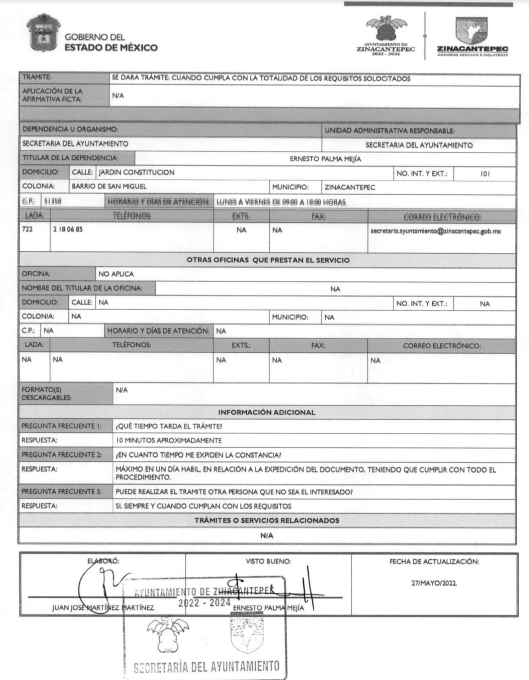 GOBIERNO DEL
ESTADO DE MÉXICO
AYUNTAMIENTO DE
ZINACANTEPEC
2022 - 2024
ZINACANTEPEC
TRAMITE: SE DARA TRÁMITE: CUANDO CUMPLA CON LA TOTALIDAD DE LOS REQUISITOS SOLOCITADOS
APLICACIÓN DE LA
AFIRMATIVA FICTA: N/A
DEPENDENCIA U ORGANISMO: UNIDAD ADMINISTRATIVA RESPONSABLE:
SECRETARIA DEL AYUNTAMIENTO SECRETARIA DEL AYUNTAMIENTO
TITULAR DE LA DEPENDENCIA: ERNESTO PALMA MEJÍA
DOMICILIO: CALLE: JARDIN CONSTITUCION NO. INT. Y EXT.: 101
COLONIA: BARRIO DE SAN MIGUEL MUNICIPIO: ZINACANTEPEC
C.P.: 51350 HORARIO Y DÍAS DE ATENCIÓN: LUNES A VIERNES DE 09:00 A 18:00 HORAS.
LADA: TELÉFONOS: EXTS.: FAX: CORREO ELECTRÓNICO:
722 2 18 06 85 NA NA secretaria.ayuntamiento@zinacantepec.gob.mx
OTRAS OFICINAS QUE PRESTAN EL SERVICIO
OFICINA: NO APLICA
NOMBRE DEL TITULAR DE LA OFICINA: NA
DOMICILIO: CALLE: NA NO. INT. Y EXT.: NA
COLONIA: NA MUNICIPIO: NA
C.P.: NA HORARIO Y DÍAS DE ATENCIÓN: NA
LADA: TELÉFONOS: EXTS.: FAX: CORREO ELECTRÓNICO:
NA NA NA NA NA
FORMATO(S)
DESCARGABLES: N/A
INFORMACIÓN ADICIONAL
PREGUNTA FRECUENTE 1: ¿QUÉ TIEMPO TARDA EL TRÁMITE?
RESPUESTA: 10 MINUTOS APROXIMADAMENTE
PREGUNTA FRECUENTE 2: ¿EN CUANTO TIEMPO ME EXPIDEN LA CONSTANCIA?
RESPUESTA: MÁXIMO EN UN DÍA HABIL, EN RELACIÓN A LA EXPEDICIÓN DEL DOCUMENTO, TENIENDO QUE CUMPLIR CON TODO EL
PROCEDIMIENTO.
PREGUNTA FRECUENTE 3: PUEDE REALIZAR EL TRAMITE OTRA PERSONA QUE NO SEA EL INTERESADO?
RESPUESTA: SI, SIEMPRE Y CUANDO CUMPLAN CON LOS REQUISITOS
TRÁMITES O SERVICIOS RELACIONADOS
N/A
ELABORÓ: VISTO BUENO: FECHA DE ACTUALIZACIÓN:
27/MAYO/2022.
AYUNTAMIENTO DE ZINACANTEPEC
2022 - 2024
JUAN JOSÉ MARTÍNEZ MARTÍNEZ ERNESTO PALMA MEJÍA
SECRETARÍA DEL AYUNTAMIENTO